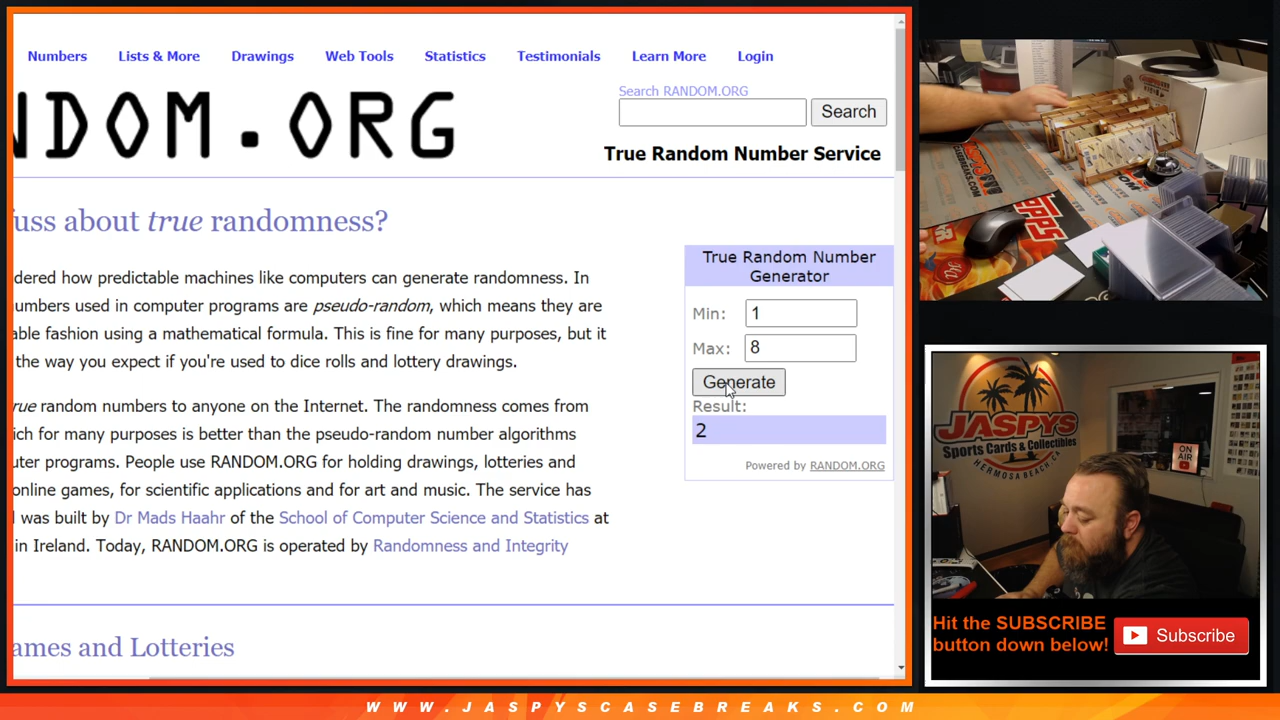 Numbers Lists & More Drawings Web Tools Statistics Testimonials Learn More Login
NDOM.ORG
Search RANDOM.ORG
Search
True Random Number Service
uss about true randomness?
dered how predictable machines like computers can generate randomness. In
umbers used in computer programs are pseudo-random, which means they are
able fashion using a mathematical formula. This is fine for many purposes, but it
the way you expect if you're used to dice rolls and lottery drawings.
rue random numbers to anyone on the Internet. The randomness comes from
ich for many purposes is better than the pseudo-random number algorithms
uter programs. People use RANDOM.ORG for holding drawings, lotteries and
online games, for scientific applications and for art and music. The service has
was built by Dr Mads Haahr of the School of Computer Science and Statistics at
in Ireland. Today, RANDOM.ORG is operated by Randomness and Integrity
ames and Lotteries
True Random Number
Generator
Min: 1
Max: 8
Generate
Result:
2
Powered by RANDOM.ORG
TOPPS
JASPYS
Sports Cards & Collectibles
HERMOSA BEACH, CA
ON
AIR
Hit the SUBSCRIBE
button down below!
Subscribe
WWW.JASPYSCASEBREAKS.COM